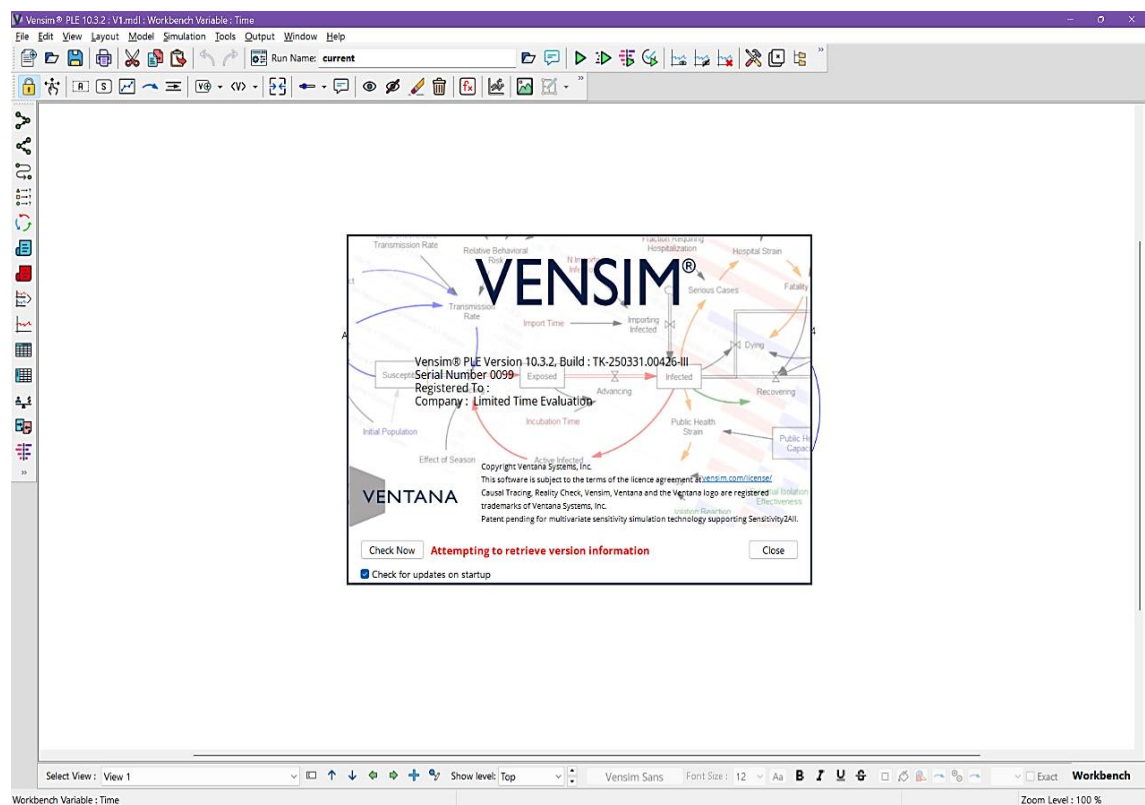 Vensim® PLE 10.3.2 : V1.mdl : Workbench Variable : Time
File Edit View Layout Model Simulation Tools Output Window Help
Run Name: current
Transmission Rate
Relative Behavioral
Risk
Fraction Requiring
Hospitalization
Hospital Strain
VENSIM®
Serious Cases
Fatality
Transmission
Rate
Import Time
Importing
Infected
Dying
Vensim® PLE Version 10.3.2, Build : TK-250331.00426-III
Serial Number 0099
Registered To :
Company : Limited Time Evaluation
Exposed
Advancing
Infected
Recovering
Incubation Time
Initial Population
Public Health
Strain
Effect of Season
Active Infected
Copyright Ventana Systems, Inc.
This software is subject to the terms of the licence agreement at vensim.com/license/
Causal Tracing, Reality Check, Vensim, Ventana and the Ventana logo are registered
trademarks of Ventana Systems, Inc.
Patent pending for multivariate sensitivity simulation technology supporting Sensitivity2All.
Effectiveness
Isolation Reaction
VENTANA
Check Now Attempting to retrieve version information Close
Check for updates on startup
Select View : View 1 Show level: Top Vensim Sans Font Size : 12 Aa B I U S Exact Workbench
Workbench Variable : Time Zoom Level : 100 %